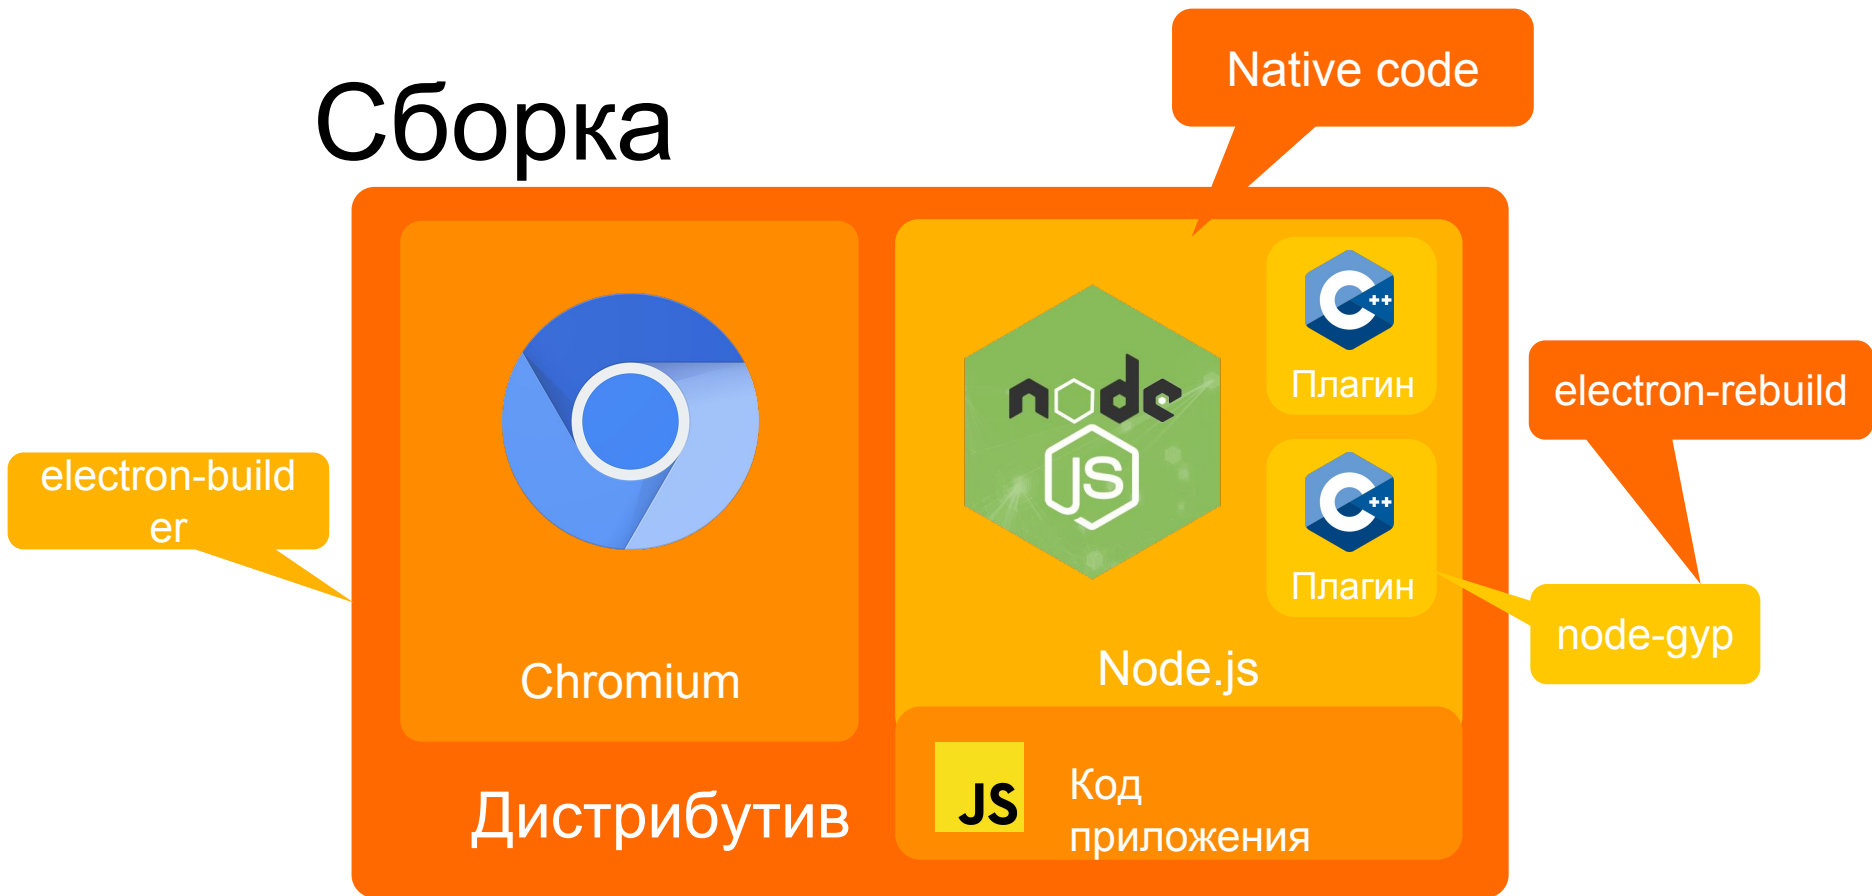 Native code
Сборка
C++
Плагин
node
JS
electron-rebuild
electron-build
er
C++
Плагин
node-gyp
Chromium
Node.js
JS
Код
приложения
Дистрибутив